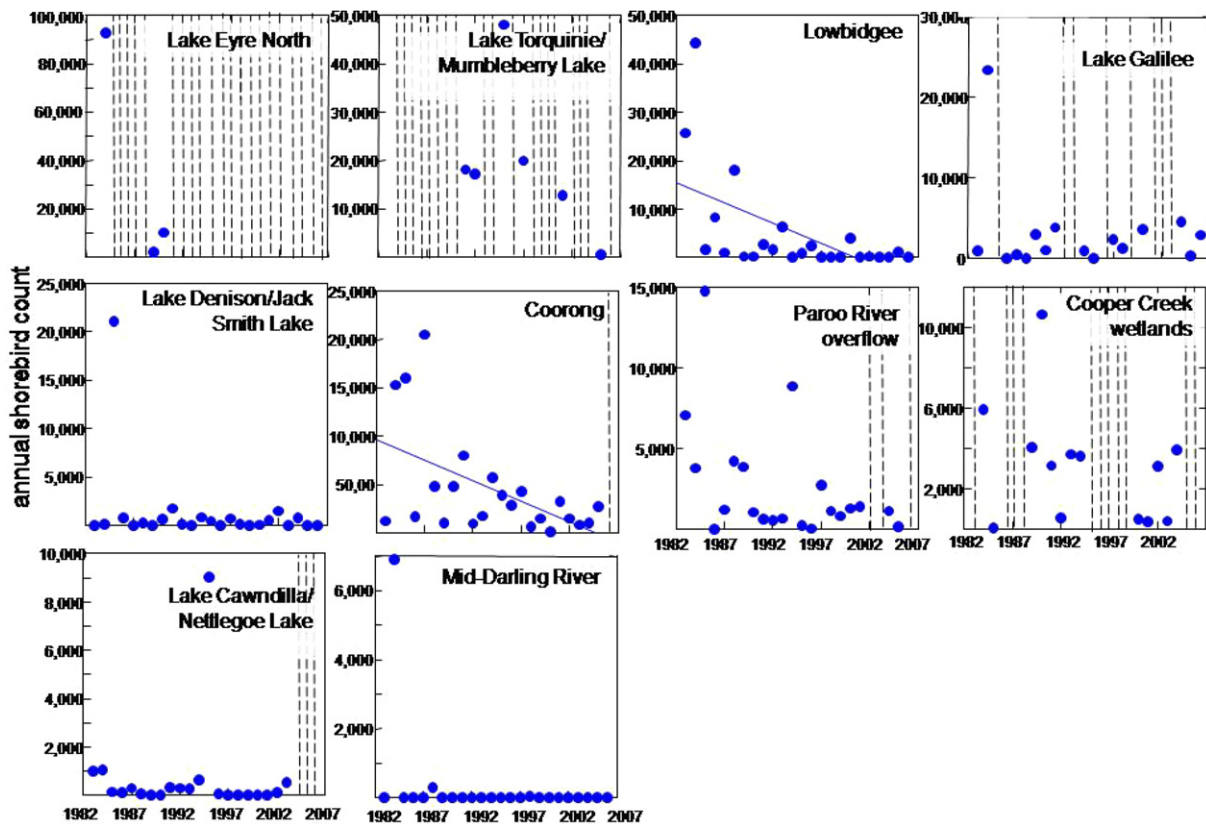 100,000
80,000
60,000
40,000
20,000
Lake Eyre North
50,000
40,000
30,000
20,000
10,000
Lake Torquinie/
Mumbleberry Lake
50,000
40,000
30,000
20,000
10,000
Lowbidgee
30,000
20,000
10,000
0
Lake Galilee
annual shorebird count
25,000
20,000
15,000
10,000
5,000
Lake Denison/Jack
Smith Lake
25,000
20,000
15,000
10,000
50,00
Coorong
15,000
10,000
5,000
Paroo River
overflow
1982 1987 1992 1997 2002 2007
10,000
6,000
2,000
Cooper Creek
wetlands
1982 1987 1992 1997 2002
10,000
8,000
6,000
4,000
2,000
Lake Cawndilla/
Nettlegoe Lake
1982 1987 1992 1997 2002 2007
6,000
4,000
2,000
0
Mid-Darling River
1982 1987 1992 1997 2002 2007